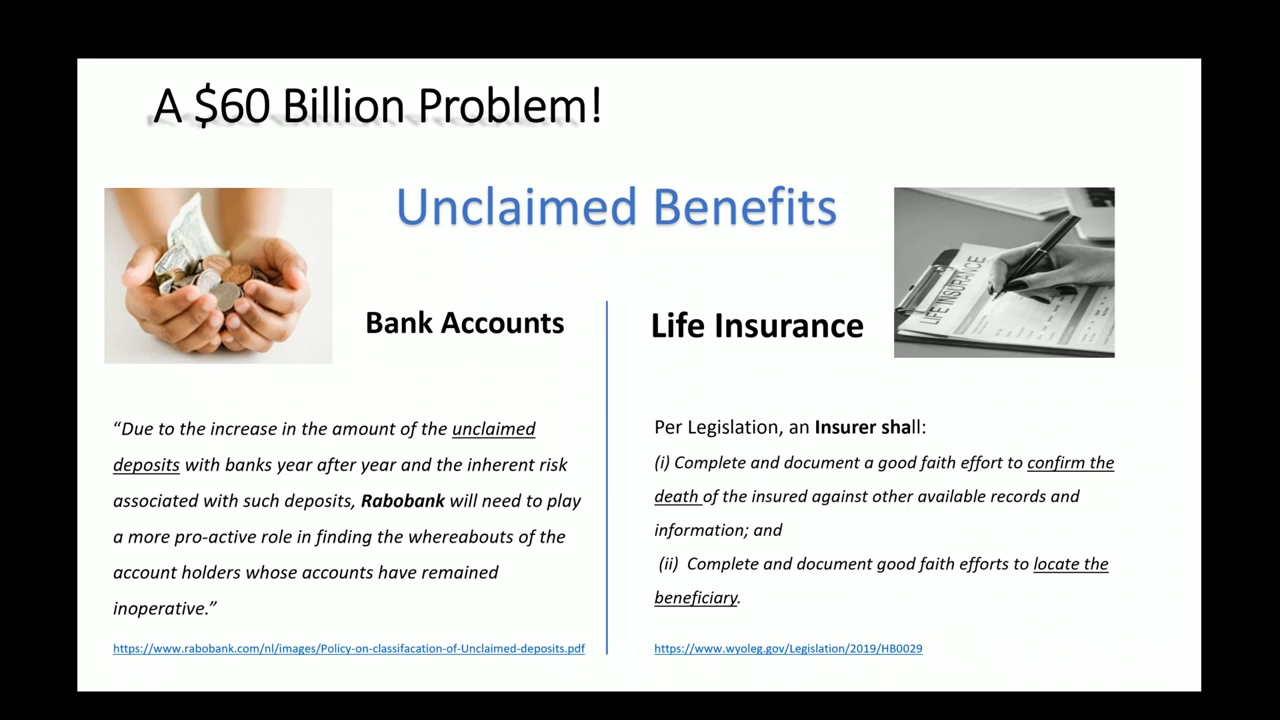 A $60 Billion Problem!
Unclaimed Benefits
Bank Accounts
“Due to the increase in the amount of the unclaimed
deposits with banks year after year and the inherent risk
associated with such deposits, Rabobank will need to play
a more pro-active role in finding the whereabouts of the
account holders whose accounts have remained
inoperative.”
https://www.rabobank.com/nl/images/Policy-on-classifacation-of-Unclaimed-deposits.pdf
Life Insurance
LIFE INSURANCE
Per Legislation, an Insurer shall:
(i) Complete and document a good faith effort to confirm the
death of the insured against other available records and
information; and
(ii) Complete and document good faith efforts to locate the
beneficiary.
https://www.wyoleg.gov/Legislation/2019/HB0029